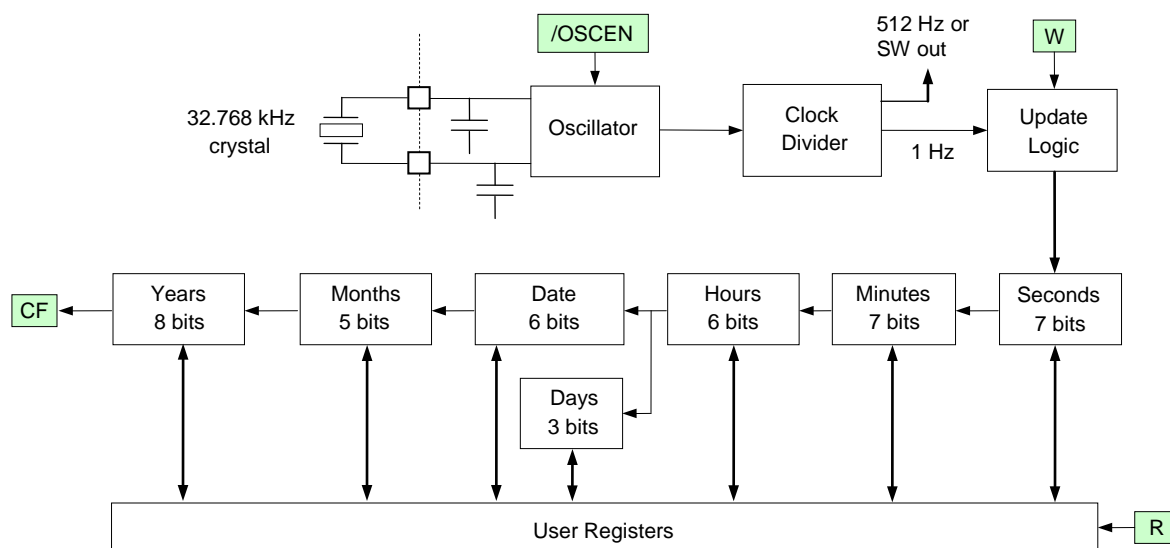 /OSCEN
512 Hz or
SW out
W
32.768 kHz
crystal
Oscillator
Clock
Divider
1 Hz
Update
Logic
CF
Years
8 bits
Months
5 bits
Date
6 bits
Hours
6 bits
Minutes
7 bits
Seconds
7 bits
Days
3 bits
User Registers
R